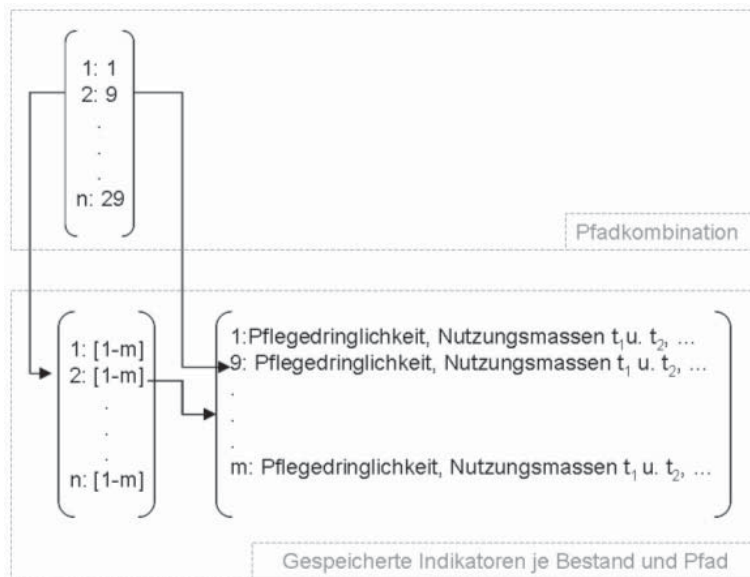 1: 1
2: 9
.
.
.
n: 29
Pfadkombination
1: [1-m]
2: [1-m]
.
.
.
n: [1-m]
1:Pflegedringlichkeit, Nutzungsmassen t₁u. t₂, ...
9: Pflegedringlichkeit, Nutzungsmassen t₁ u. t₂, ...
.
.
.
m: Pflegedringlichkeit, Nutzungsmassen t₁ u. t₂, ...
Gespeicherte Indikatoren je Bestand und Pfad